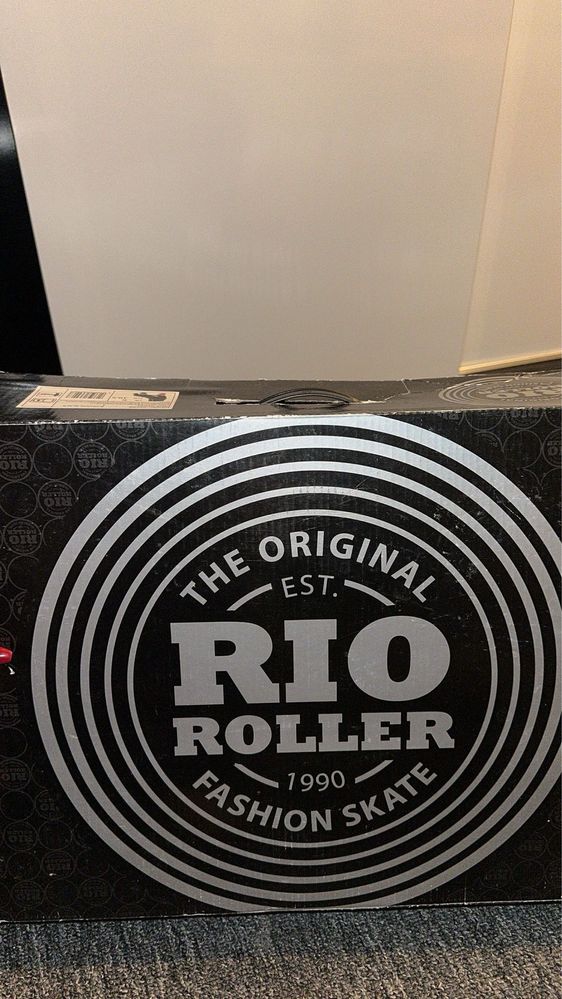 THE ORIGINAL
EST.
RIO
ROLLER
1990
FASHION SKATE